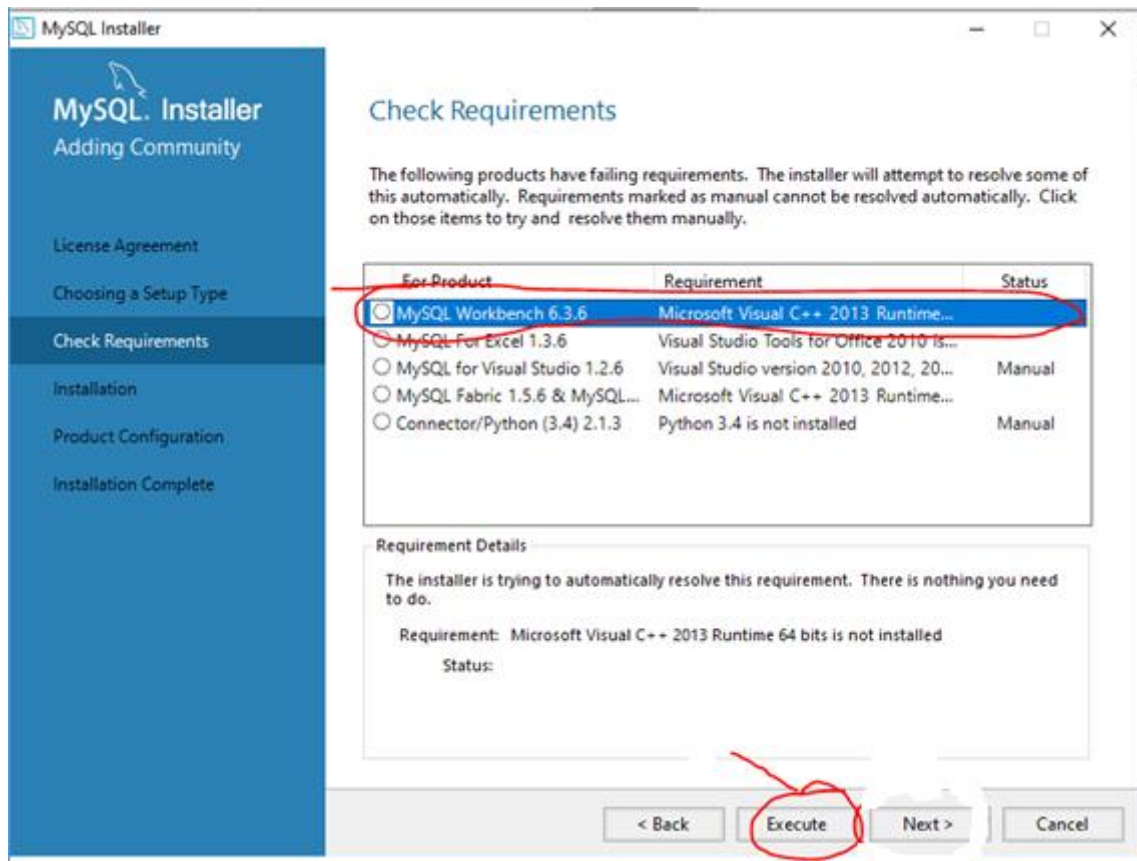 MySQL Installer
MySQL. Installer
Adding Community
License Agreement
Choosing a Setup Type
Check Requirements
Installation
Product Configuration
Installation Complete
Check Requirements
The following products have failing requirements. The installer will attempt to resolve some of
this automatically. Requirements marked as manual cannot be resolved automatically. Click
on those items to try and resolve them manually.
For Product Requirement Status
MySQL Workbench 6.3.6 Microsoft Visual C++ 2013 Runtime...
MySQL For Excel 1.3.6 Visual Studio Tools for Office 2010 is...
MySQL for Visual Studio 1.2.6 Visual Studio version 2010, 2012, 20... Manual
MySQL Fabric 1.5.6 & MySQL... Microsoft Visual C++ 2013 Runtime...
Connector/Python (3.4) 2.1.3 Python 3.4 is not installed Manual
Requirement Details
The installer is trying to automatically resolve this requirement. There is nothing you need
to do.
Requirement: Microsoft Visual C++ 2013 Runtime 64 bits is not installed
Status:
< Back Execute Next > Cancel